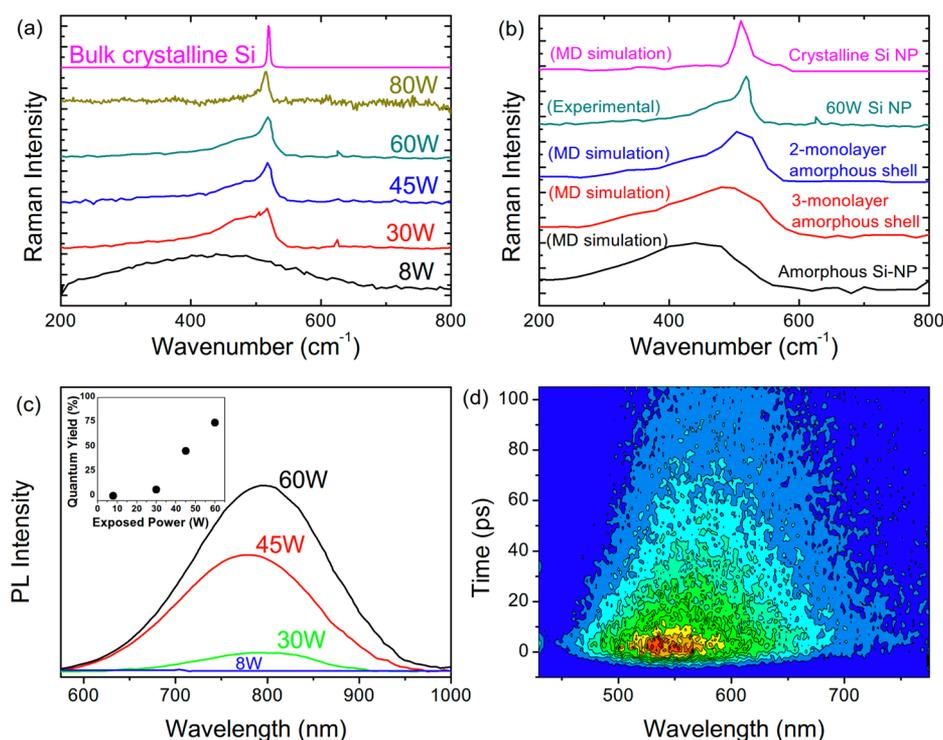 (a)
Bulk crystalline Si
80W
60W
45W
30W
8W
Raman Intensity
200 400 600 800
Wavenumber (cm-1)
(b)
(MD simulation) Crystalline Si NP
(Experimental) 60W Si NP
(MD simulation) 2-monolayer
amorphous shell
(MD simulation) 3-monolayer
amorphous shell
(MD simulation)
Amorphous Si-NP
Raman Intensity
200 400 600 800
Wavenumber (cm-1)
(c)
100
75
50
25
0
Quantum Yield (%)
0 10 20 30 40 50 60
Exposed Power (W)
60W
45W
30W
8W
PL Intensity
600 700 800 900 1000
Wavelength (nm)
(d)
100
80
60
40
20
0
Time (ps)
500 600 700
Wavelength (nm)